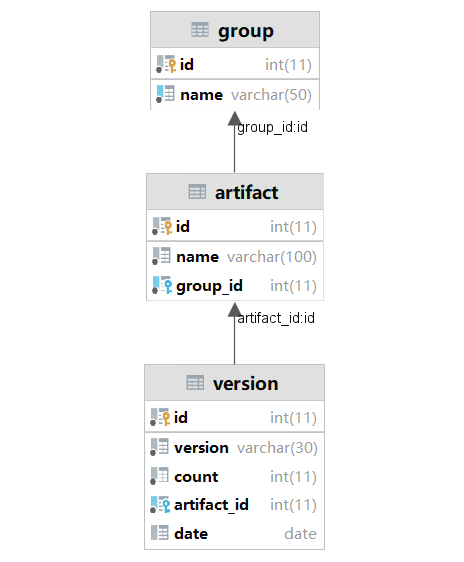 group
id int(11)
name varchar(50)
group_id:id
artifact
id int(11)
name varchar(100)
group_id int(11)
artifact_id:id
version
id int(11)
version varchar(30)
count int(11)
artifact_id int(11)
date date